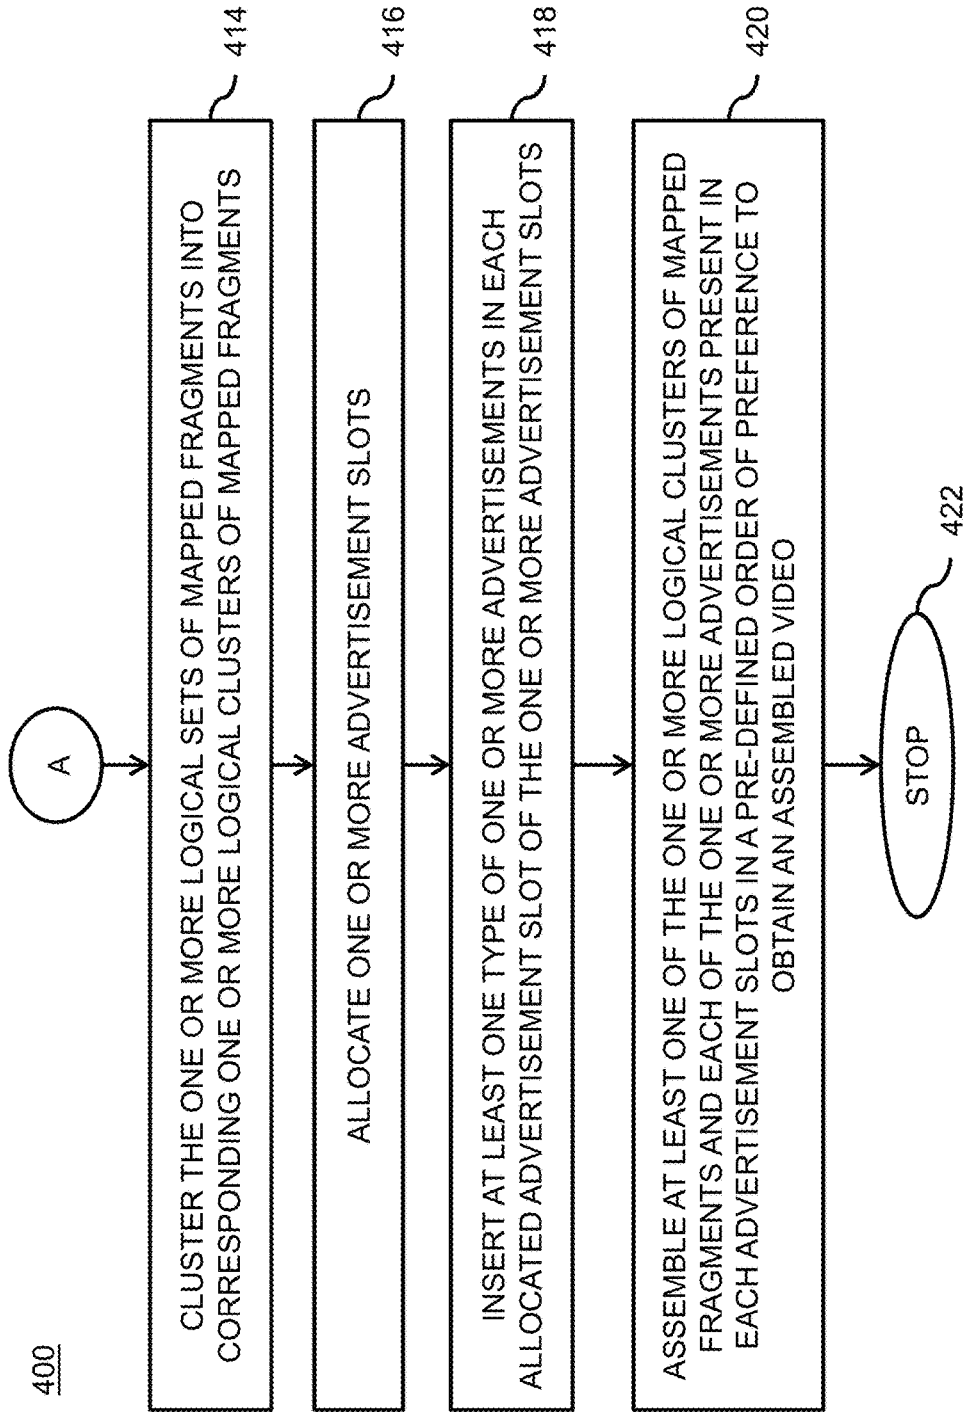 400
A
CLUSTER THE ONE OR MORE LOGICAL SETS OF MAPPED FRAGMENTS INTO
CORRESPONDING ONE OR MORE LOGICAL CLUSTERS OF MAPPED FRAGMENTS
414
ALLOCATE ONE OR MORE ADVERTISEMENT SLOTS
416
INSERT AT LEAST ONE TYPE OF ONE OR MORE ADVERTISEMENTS IN EACH
ALLOCATED ADVERTISEMENT SLOT OF THE ONE OR MORE ADVERTISEMENT SLOTS
418
ASSEMBLE AT LEAST ONE OF THE ONE OR MORE LOGICAL CLUSTERS OF MAPPED
FRAGMENTS AND EACH OF THE ONE OR MORE ADVERTISEMENTS PRESENT IN
EACH ADVERTISEMENT SLOTS IN A PRE-DEFINED ORDER OF PREFERENCE TO
OBTAIN AN ASSEMBLED VIDEO
420
STOP
422